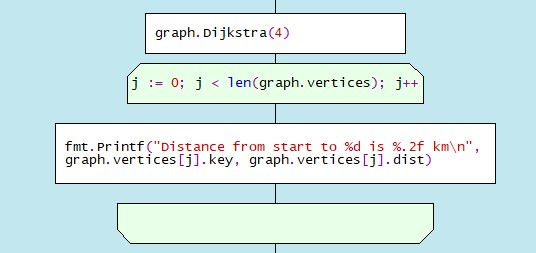 graph.Dijkstra(4)
j := 0; j < len(graph.vertices); j++
fmt.Printf("Distance from start to %d is %.2f km\n",
graph.vertices[j].key, graph.vertices[j].dist)